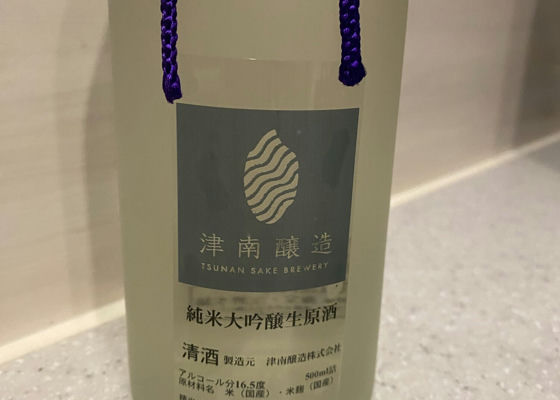 津南醸造
TSUNAN SAKE BREWERY
純米大吟醸生原酒
清酒 製造元 津南醸造株式会社
アルコール分16.5度 500ml詰
原材料名 米（国産）・米麹（国産）